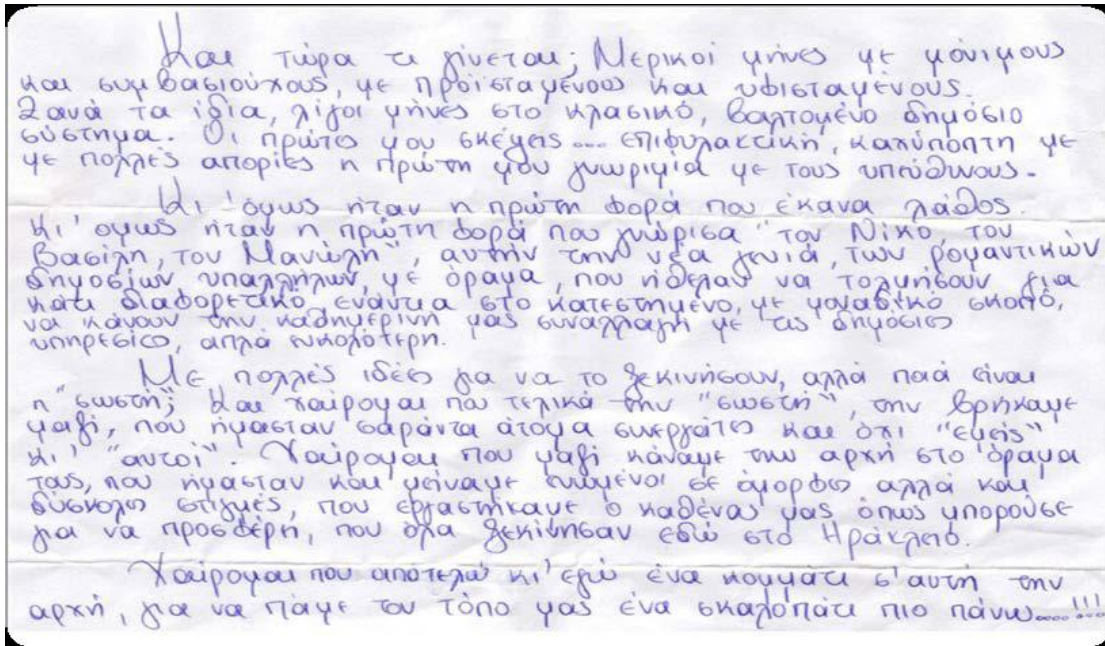 Και τώρα τι γίνεται; Μερικοί μήνες με μόνιμους
και συμβασιούχους, με προϊσταμένους και υφισταμένους.
Ξανά τα ίδια, λίγοι μήνες στο κλασικό, βαλτομένο δημόσιο
σύστημα. Οι πρώτες μου σκέψεις... επιφυλακτική, καχύποπτη με
με πολλές απορίες η πρώτη μου γνωριμία με τους υπεύθυνους.
Κι' όμως ήταν η πρώτη φορά που έκανα λάθος.
Κι' όμως ήταν η πρώτη φορά που γνώρισα "τον Νίκο, τον
Βασίλη, τον Μανώλη", αυτήν την νέα γενιά, των ρομαντικών
δημοσίων υπαλλήλων, με όραμα, που ήθελαν να τολμήσουν για
κάτι διαφορετικό, ενάντια στο κατεστημένο, με μοναδικό σκοπό,
να κάνουν την καθημερινή μας συναλλαγή με τις δημόσιες
υπηρεσίες, απλά ευκολότερη.
Με πολλές ιδέες για να το ξεκινήσουν, αλλά ποιά είναι
η "σωστή; Και χαίρομαι που τελικά την "σωστή", την βρήκαμε
μαζί, που ήμασταν σαράντα άτομα συνεργάτες και όχι "εμείς"
κι' "αυτοί". Χαίρομαι που μαζί κάναμε την αρχή στο όραμα
τους, που ήμασταν και μείναμε ενωμένοι σε όμορφες αλλά και
δύσκολες στιγμές, που εργαστήκαμε ο καθένας μας όπως μπορούσε
για να προσφέρη, που όλα ξεκίνησαν εδώ στο Ηράκλειο.
Χαίρομαι που αποτελώ κι' εγώ ένα κομμάτι σ'αυτή την
αρχή, για να πάμε τον τόπο μας ένα σκαλοπάτι πιο πάνω......!!!